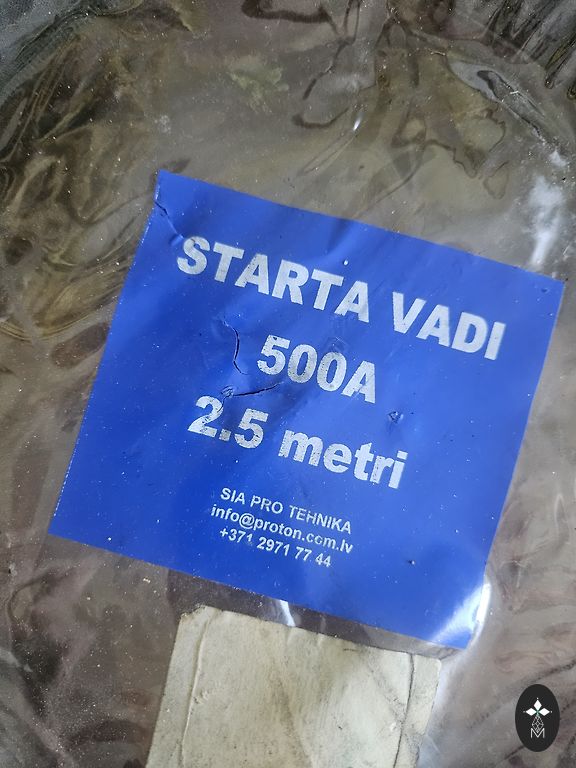 STARTA VADI
500A
2.5 metri
SIA PRO TEHNIKA
info@proton.com.lv
+371 2971 77 44